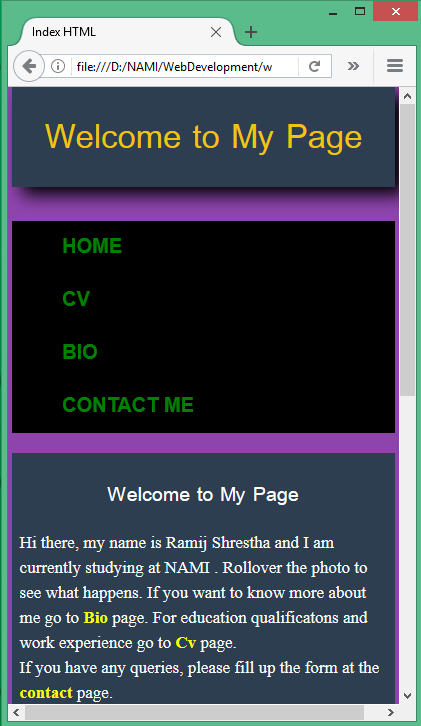 Index HTML
file:///D:/NAMI/WebDevelopment/w
Welcome to My Page
HOME
CV
BIO
CONTACT ME
Welcome to My Page
Hi there, my name is Ramij Shrestha and I am
currently studying at NAMI . Rollover the photo to
see what happens. If you want to know more about
me go to Bio page. For education qualificatons and
work experience go to Cv page.
If you have any queries, please fill up the form at the
contact page.